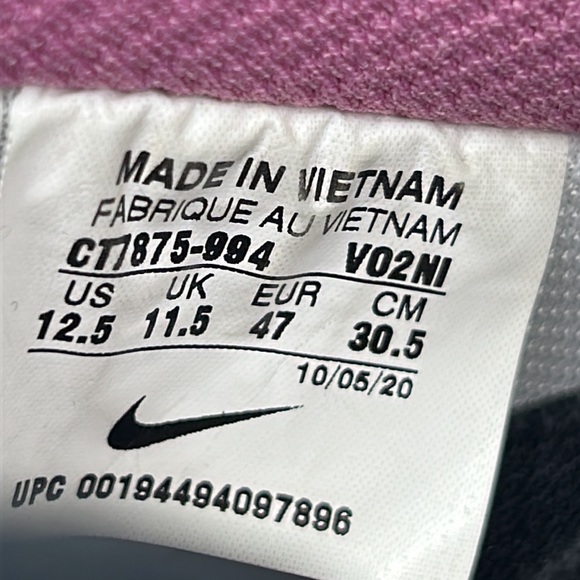 MADE IN VIETNAM
FABRIQUE AU VIETNAM
CT7875-994 V02NI
US UK EUR CM
12.5 11.5 47 30.5
10/05/20
UPC 00194494097896